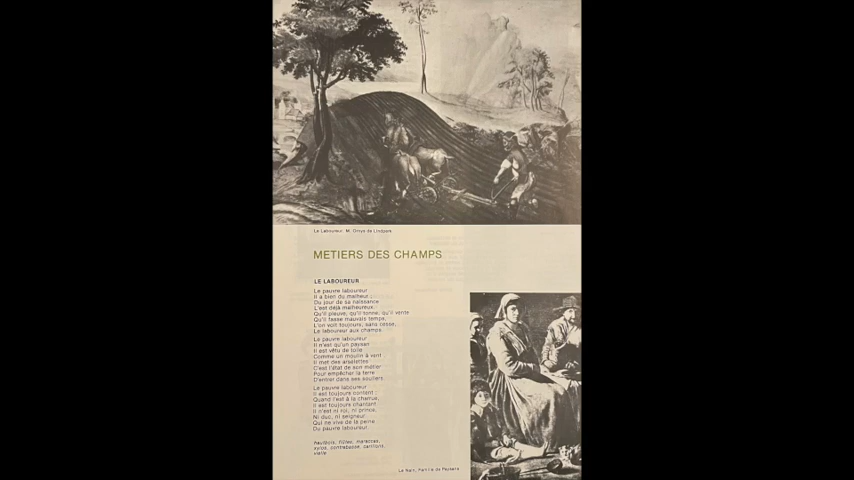 Le Laboureur. M. Orrya de Loizpare
METIERS DES CHAMPS
LE LABOUREUR
Le pauvre laboureur
Il a bien du malheur ;
Du jour de sa naissance
L'est déjà malheureux.
Qu'il pleuve, qu'il tonne, qu'il vente
Qu'il fasse mauvais temps,
L'on voit toujours, sans cesse,
Le laboureur aux champs.
Le pauvre laboureur
Il n'est qu'un paysan
Il est vêtu de toile
Comme un moulin à vent
Il met des arselettes
C'est l'état de son métier
Pour empêcher la terre
D'entrer dans ses souliers.
Le pauvre laboureur
Il est toujours content :
Quand l'est à la charrue,
Il est toujours chantant.
Il n'est ni roi, ni prince,
Ni duc, ni seigneur
Qui ne vive de la peine
Du pauvre laboureur.
hautbois, flûtes, maracas,
xylos, contrebasse, carillons,
vielle
Le Nain, Famille de Paysans